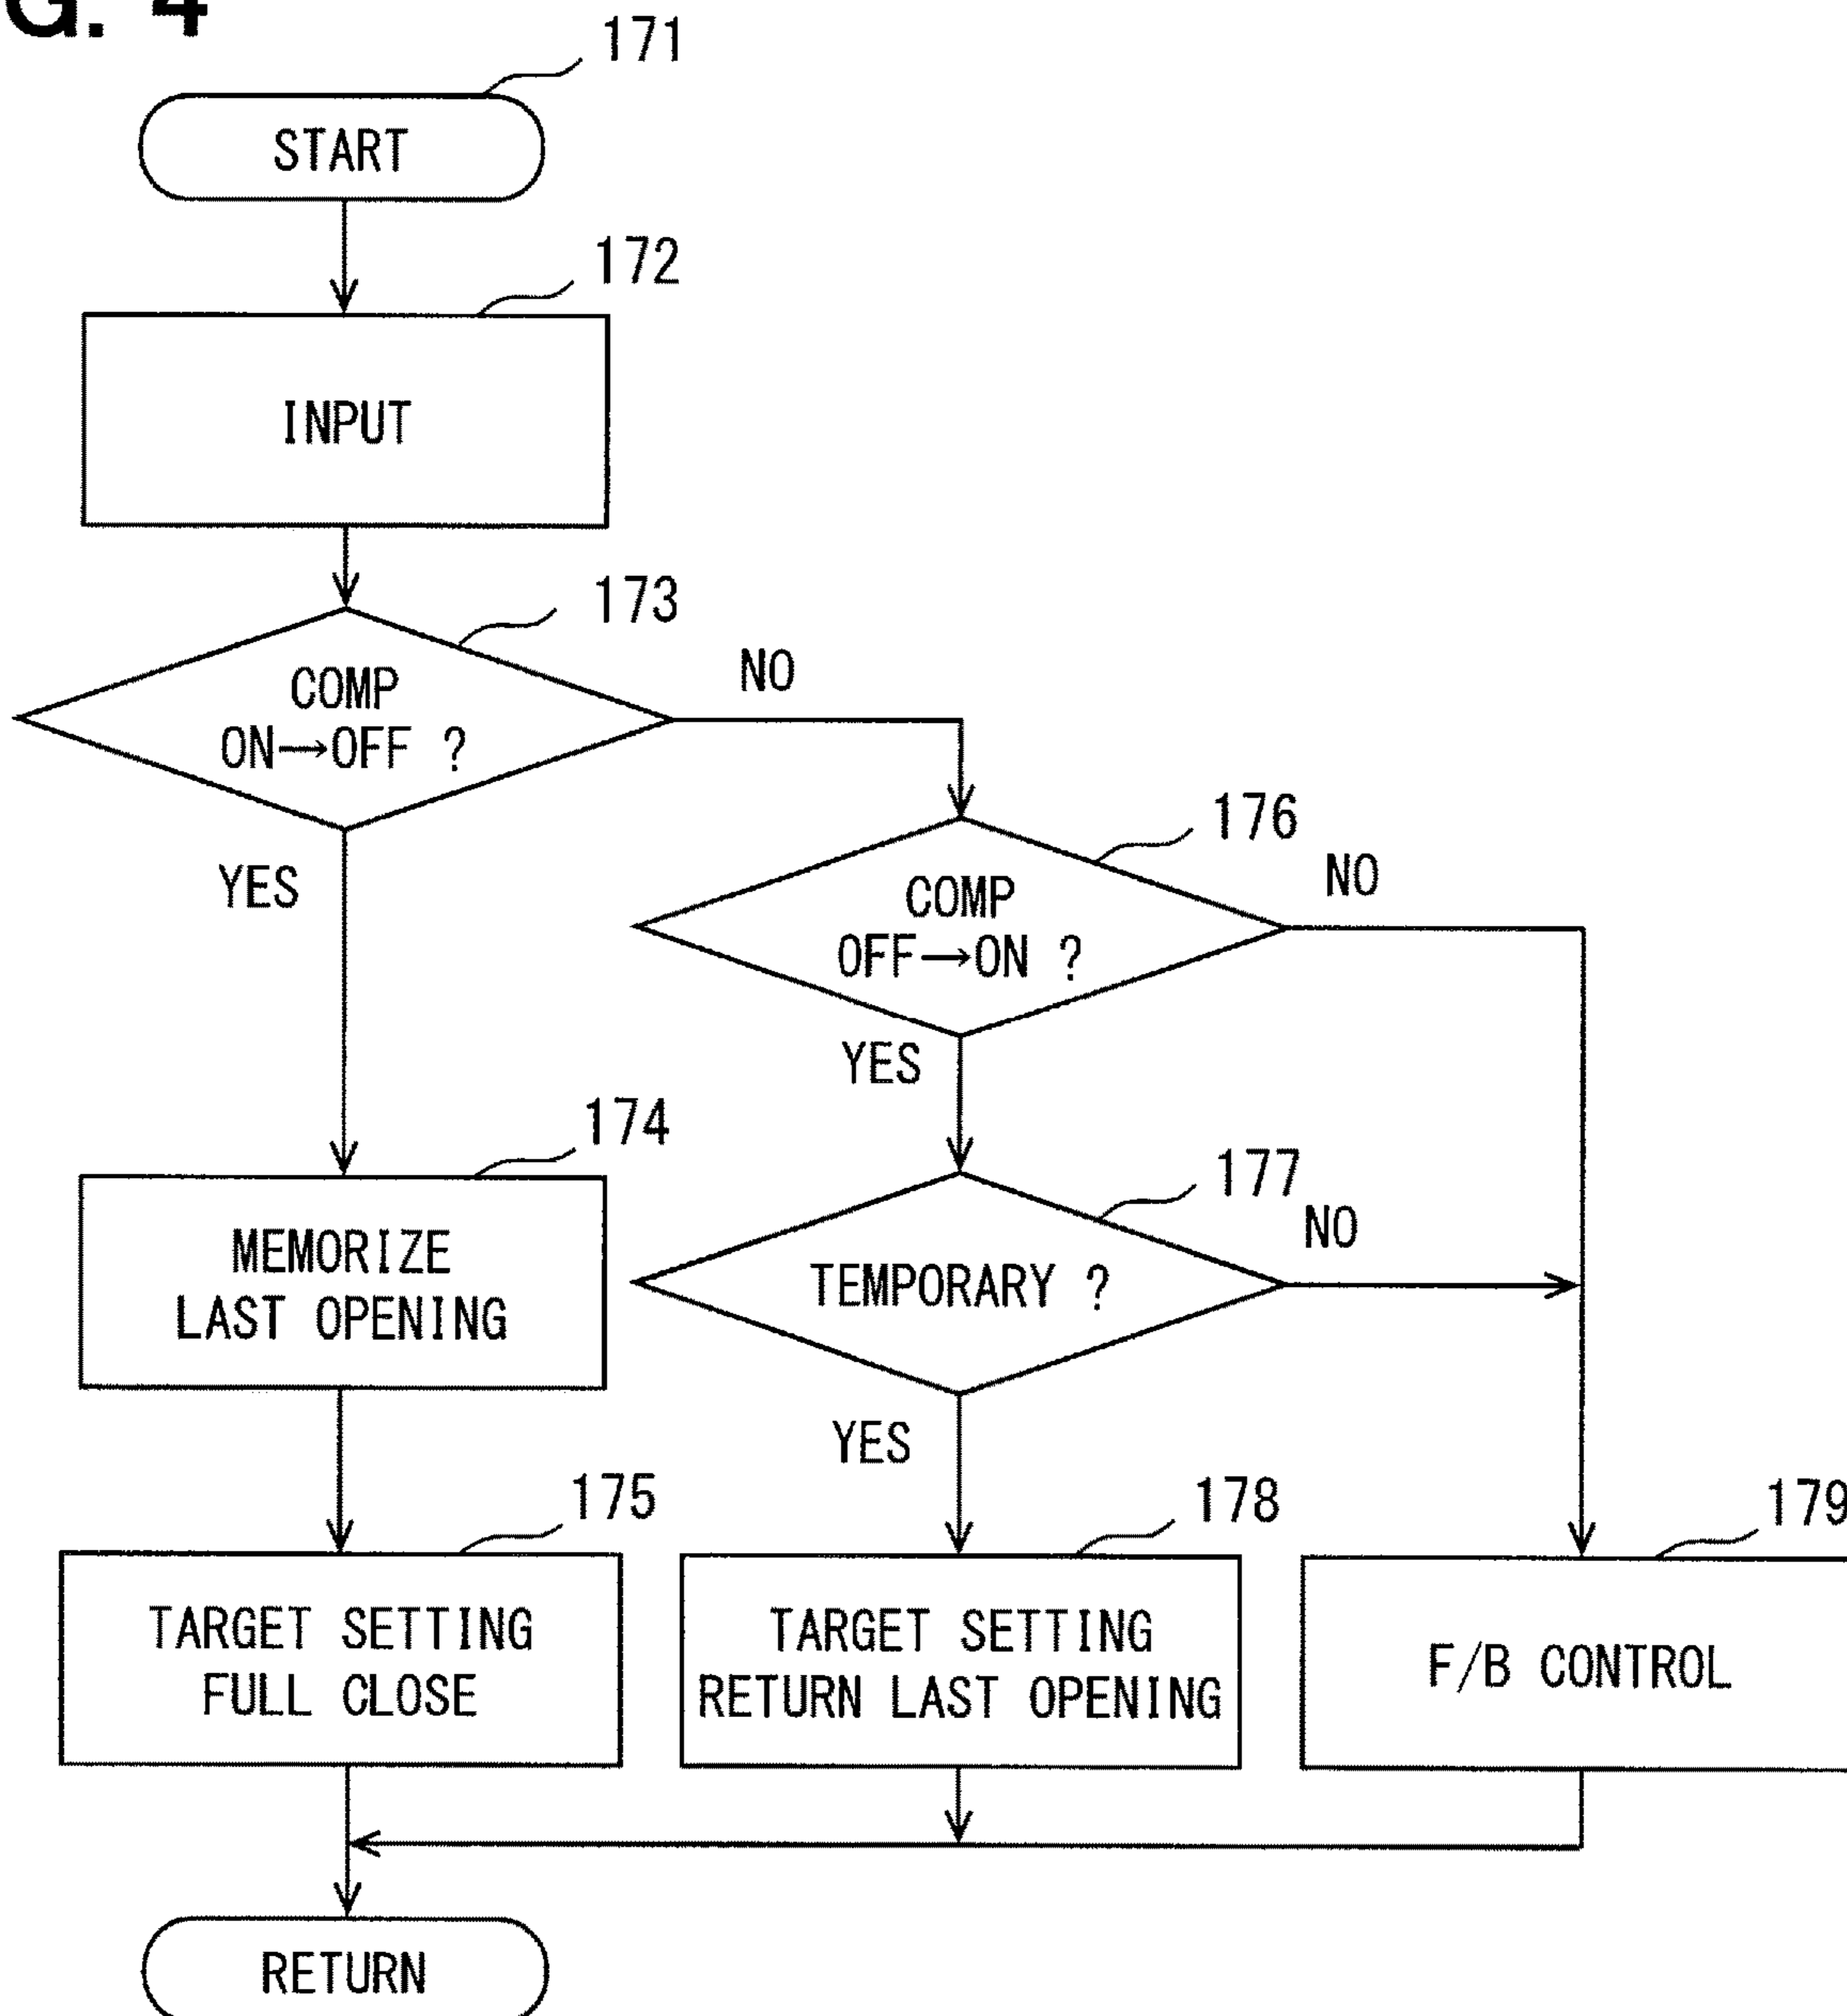 G. 4
171
START
172
INPUT
173
COMP
ON→OFF ?
NO
YES
176
COMP
OFF→ON ?
NO
YES
174
MEMORIZE
LAST OPENING
177
TEMPORARY ?
NO
YES
175
TARGET SETTING
FULL CLOSE
178
TARGET SETTING
RETURN LAST OPENING
179
F/B CONTROL
RETURN